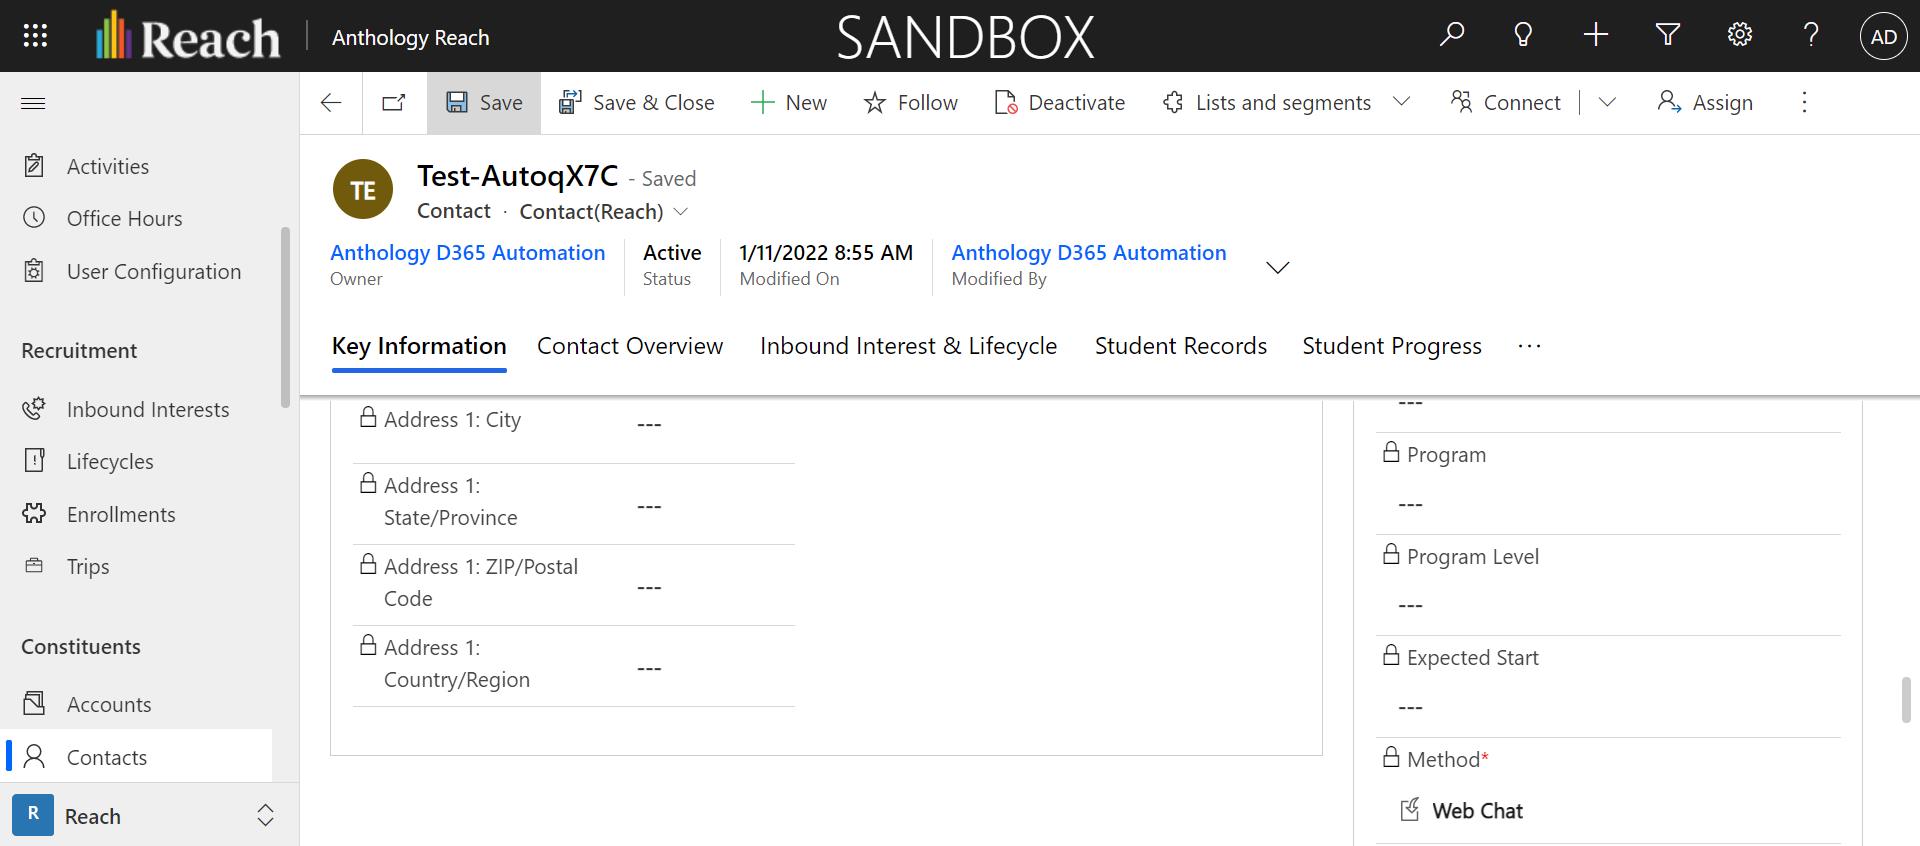 Reach
Anthology Reach
SANDBOX
AD
Save
Save & Close
New
Follow
Deactivate
Lists and segments
Connect
Assign
Activities
Office Hours
User Configuration
Recruitment
Inbound Interests
Lifecycles
Enrollments
Trips
Constituents
Accounts
Contacts
R Reach
TE
Test-AutoqX7C - Saved
Contact · Contact(Reach)
Anthology D365 Automation
Owner
Active
Status
1/11/2022 8:55 AM
Modified On
Anthology D365 Automation
Modified By
Key Information
Contact Overview
Inbound Interest & Lifecycle
Student Records
Student Progress
···
Address 1: City
---
Address 1:
State/Province
---
Address 1: ZIP/Postal
Code
---
Address 1:
Country/Region
---
---
Program
---
Program Level
---
Expected Start
---
Method*
Web Chat